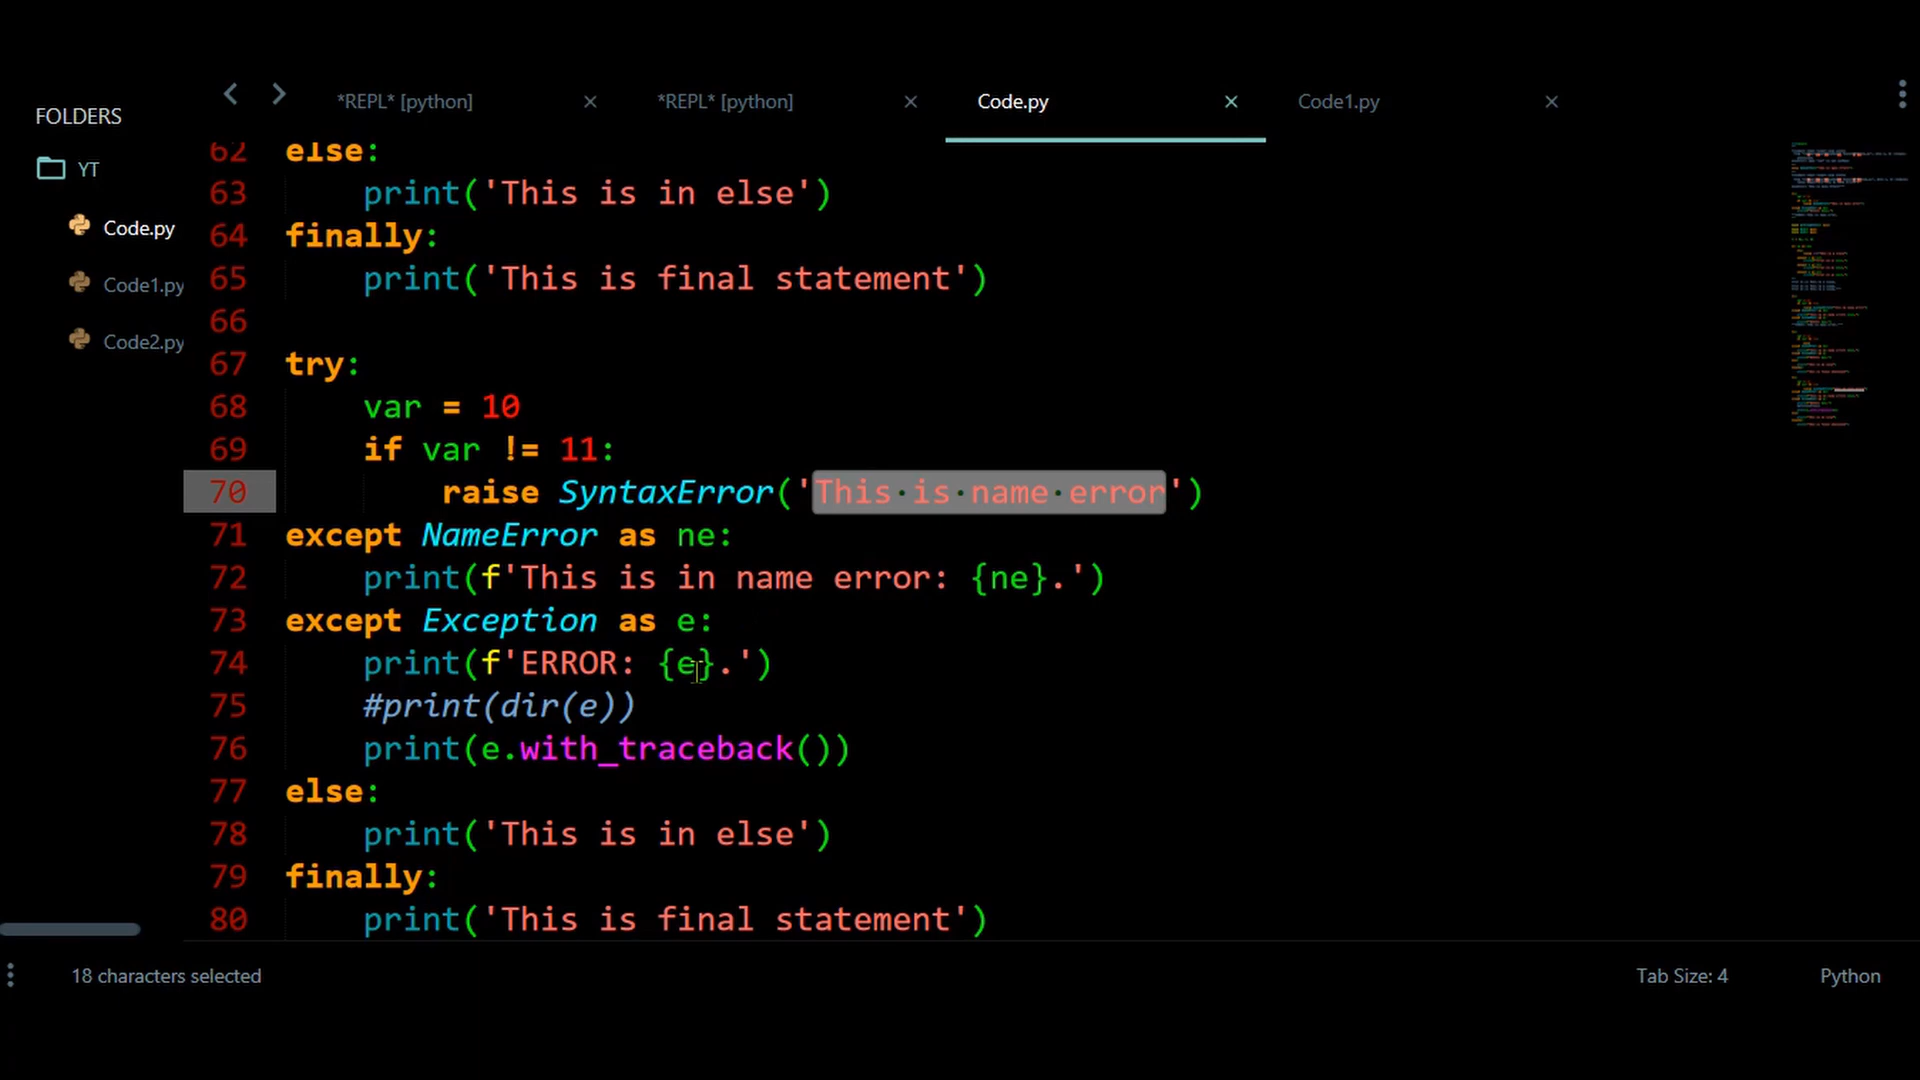 FOLDERS
YT
Code.py
Code1.py
Code2.py
*REPL* [python]
*REPL* [python]
Code.py
Code1.py
62 else:
63     print('This is in else')
64 finally:
65     print('This is final statement')
66
67 try:
68     var = 10
69     if var != 11:
70         raise SyntaxError('This·is·name·error')
71 except NameError as ne:
72     print(f'This is in name error: {ne}.')
73 except Exception as e:
74     print(f'ERROR: {e}.')
75     #print(dir(e))
76     print(e.with_traceback())
77 else:
78     print('This is in else')
79 finally:
80     print('This is final statement')
18 characters selected
Tab Size: 4
Python